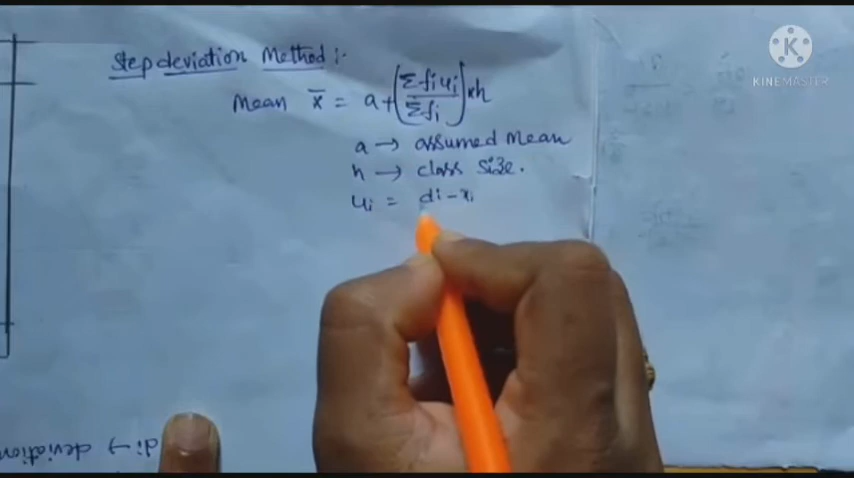 Step deviation Method :-
Mean x̄ = a + (Σfiui / Σfi) × h
a → assumed Mean
h → class size.
ui = di - xi
di → deviation
KINEMASTER